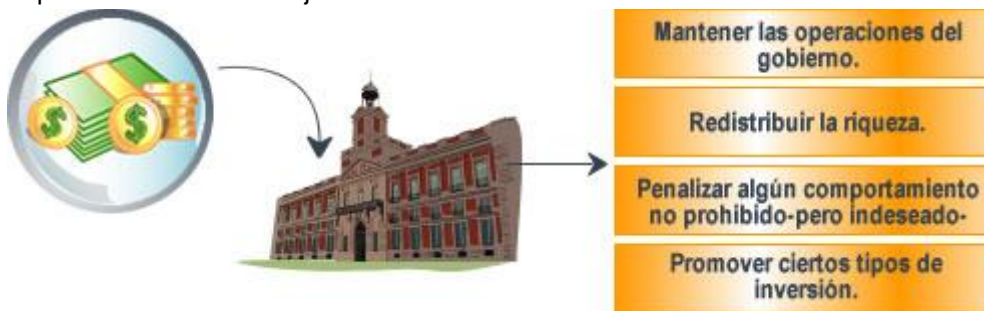 $
$
Mantener las operaciones del
gobierno.
Redistribuir la riqueza.
Penalizar algún comportamiento
no prohibido-pero indeseado-
Promover ciertos tipos de
inversión.